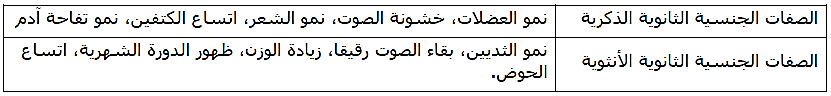 الصفات الجنسية الثانوية الذكرية
نمو العضلات، خشونة الصوت، نمو الشعر، اتساع الكتفين، نمو تفاحة آدم
الصفات الجنسية الثانوية الأنثوية
نمو الثديين، بقاء الصوت رقيقا، زيادة الوزن، ظهور الدورة الشهرية، اتساع
الحوض.